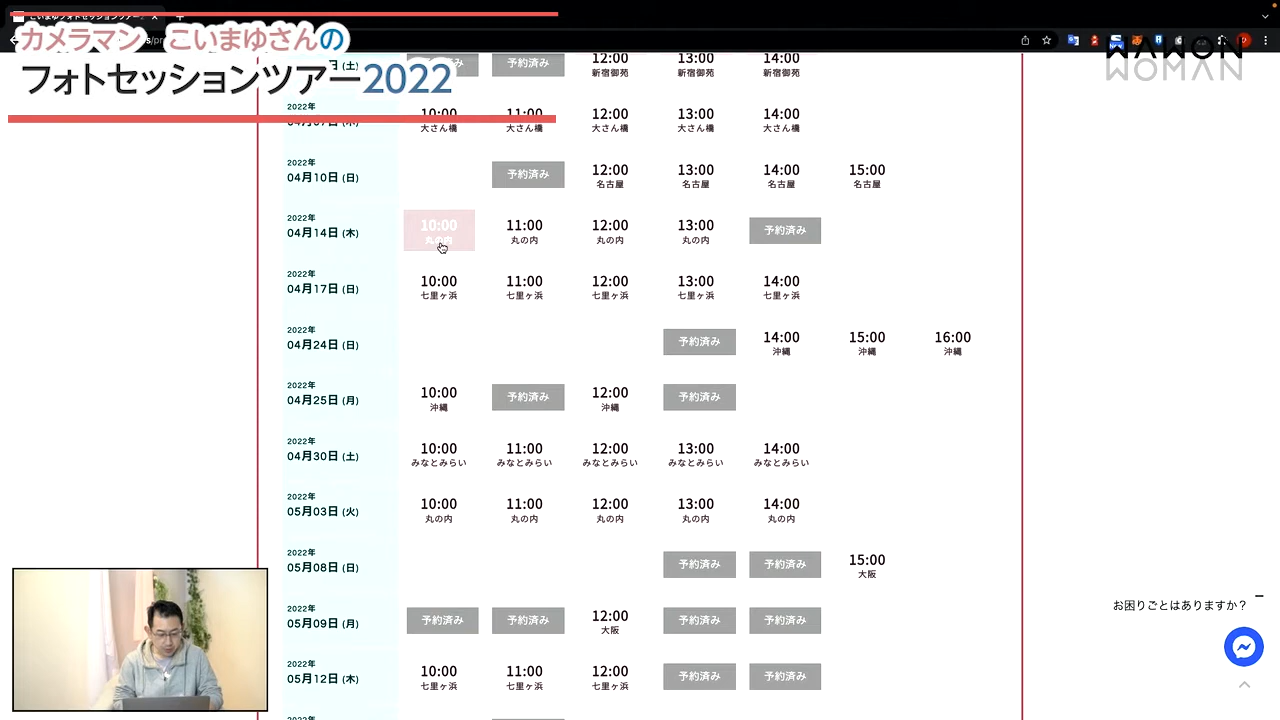 カメラマン こいまゆさんの
フォトセッションツアー2022
WAWON
WOMAN
(土) 予約済み 12:00 13:00 14:00
新宿御苑 新宿御苑 新宿御苑
2022年
04月07日 (木) 10:00 11:00 12:00 13:00 14:00
大さん橋 大さん橋 大さん橋 大さん橋 大さん橋
2022年
04月10日 (日) 予約済み 12:00 13:00 14:00 15:00
名古屋 名古屋 名古屋 名古屋
2022年
04月14日 (木) 10:00 11:00 12:00 13:00 予約済み
丸の内 丸の内 丸の内 丸の内
2022年
04月17日 (日) 10:00 11:00 12:00 13:00 14:00
七里ヶ浜 七里ヶ浜 七里ヶ浜 七里ヶ浜 七里ヶ浜
2022年
04月24日 (日) 予約済み 14:00 15:00 16:00
沖縄 沖縄 沖縄
2022年
04月25日 (月) 10:00 予約済み 12:00 予約済み
沖縄 沖縄
2022年
04月30日 (土) 10:00 11:00 12:00 13:00 14:00
みなとみらい みなとみらい みなとみらい みなとみらい みなとみらい
2022年
05月03日 (火) 10:00 11:00 12:00 13:00 14:00
丸の内 丸の内 丸の内 丸の内 丸の内
2022年
05月08日 (日) 予約済み 予約済み 15:00
大阪
2022年
05月09日 (月) 予約済み 予約済み 12:00 予約済み 予約済み
大阪
2022年
05月12日 (木) 10:00 11:00 12:00 予約済み 予約済み
七里ヶ浜 七里ヶ浜 七里ヶ浜
お困りごとはありますか？